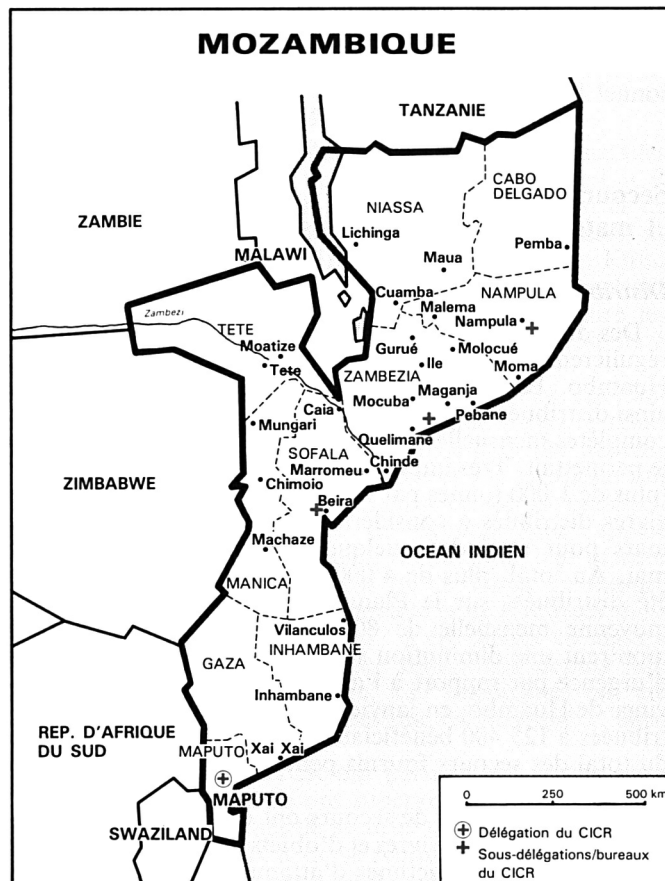 MOZAMBIQUE
TANZANIE
CABO
DELGADO
NIASSA
ZAMBIE
Lichinga
Pemba
MALAWI
Maua
Cuamba
NAMPULA
Malema
Zambezi
TETE
Nampula
Moatize
Gurué
Molocué
Ile
Tete
ZAMBEZIA
Moma
Maganja
Mocuba
Caia
Pebane
Mungari
Quelimane
SOFALA
Marromeu
Chinde
ZIMBABWE
Chimoio
Beira
Machaze
OCEAN INDIEN
MANICA
Vilanculos
INHAMBANE
GAZA
Inhambane
REP. D'AFRIQUE
DU SUD
MAPUTO
Xai Xai
MAPUTO
SWAZILAND
0 250 500 km
Délégation du CICR
Sous-délégations/bureaux
du CICR